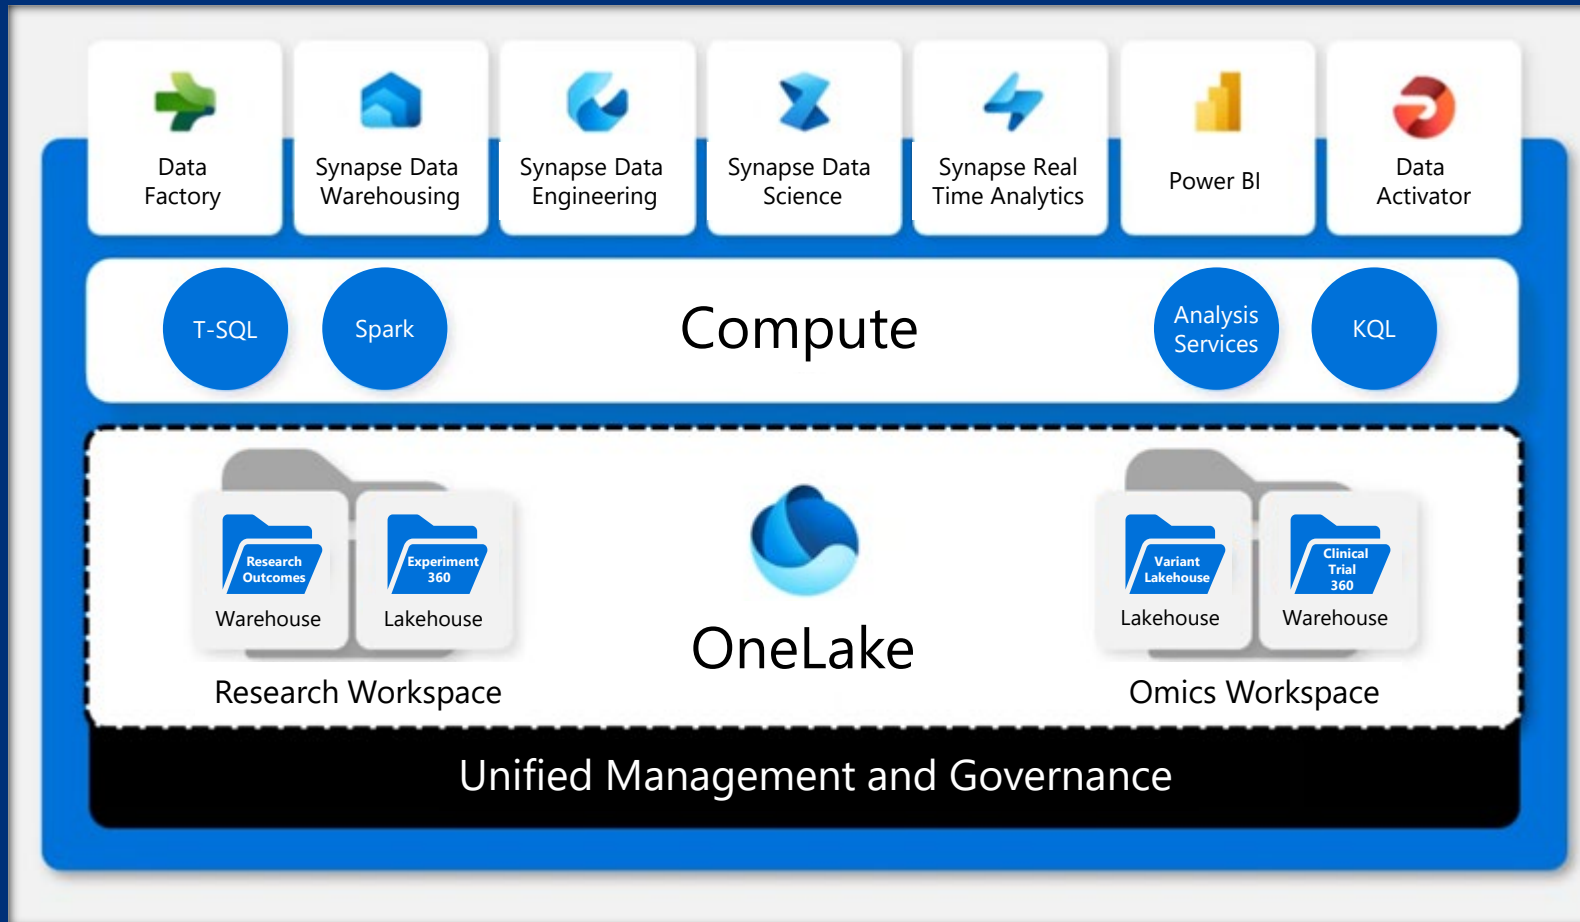 Data
Factory
Synapse Data
Warehousing
Synapse Data
Engineering
Synapse Data
Science
Synapse Real
Time Analytics
Power BI
Data
Activator
T-SQL
Spark
Compute
Analysis
Services
KQL
Research
Outcomes
Warehouse
Experiment
360
Lakehouse
Research Workspace
OneLake
Variant
Lakehouse
Lakehouse
Clinical
Trial
360
Warehouse
Omics Workspace
Unified Management and Governance